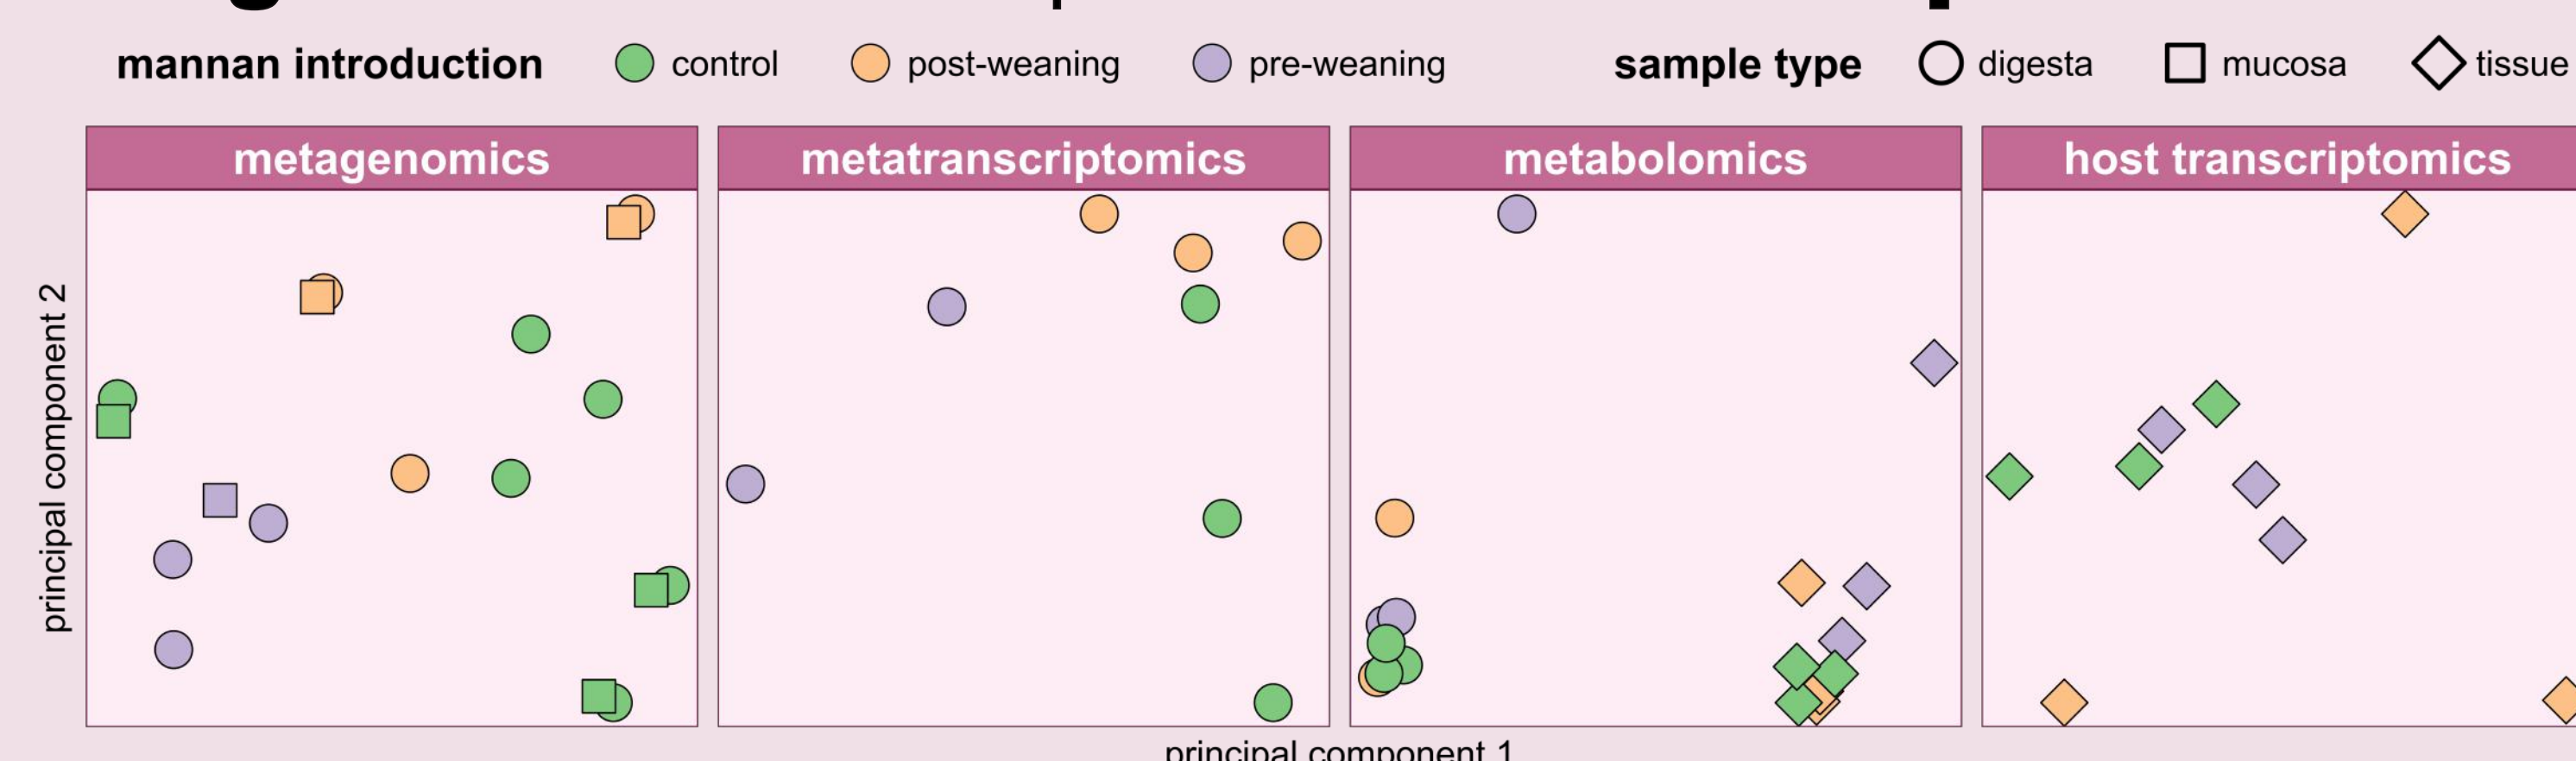 mannan introduction control post-weaning pre-weaning sample type digesta mucosa tissue
metagenomics metatranscriptomics metabolomics host transcriptomics
principal component 2
principal component 1